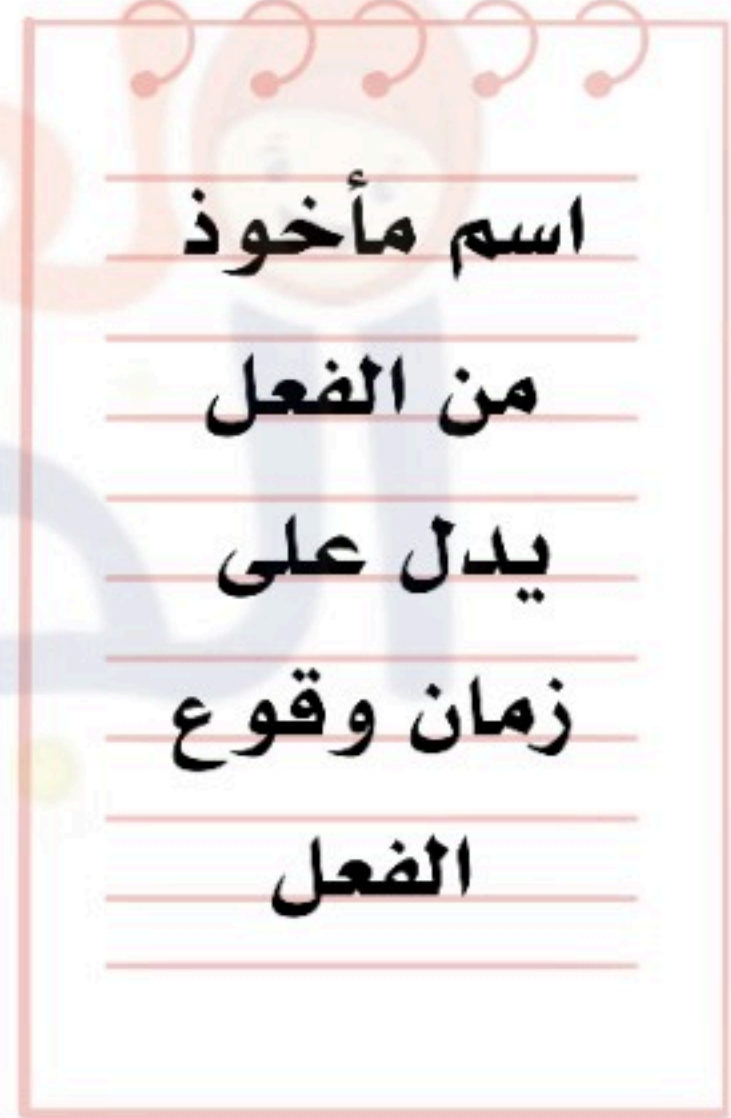 اسم مأخوذ
من الفعل
يدل على
زمان وقوع
الفعل